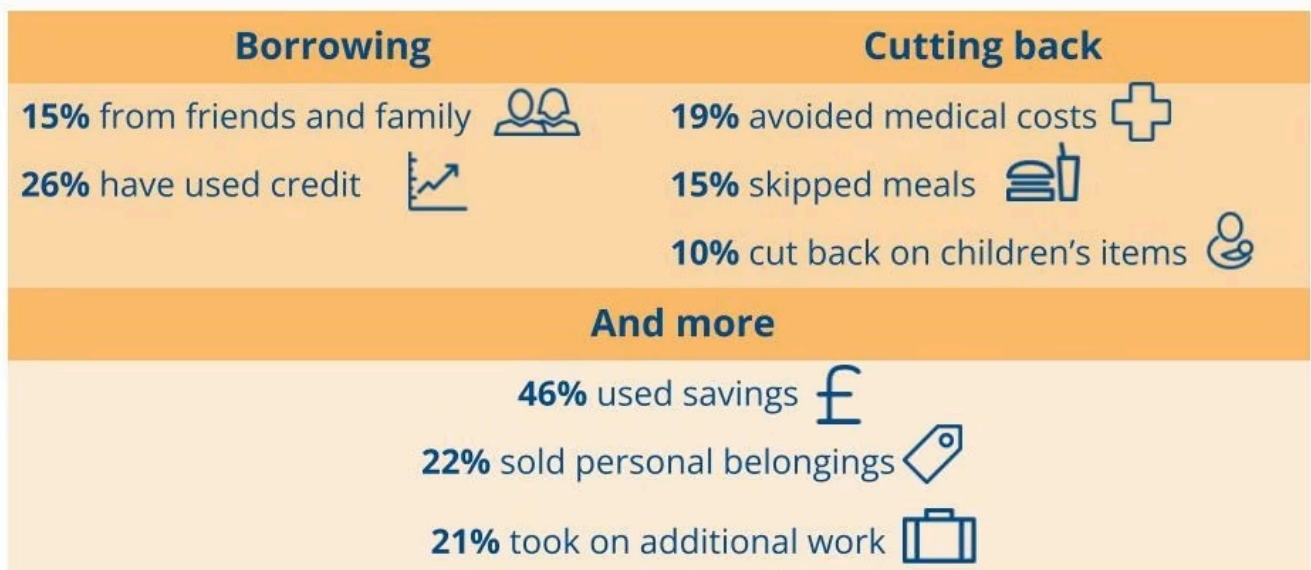 Borrowing
15% from friends and family
26% have used credit
Cutting back
19% avoided medical costs
15% skipped meals
10% cut back on children’s items
And more
46% used savings £
22% sold personal belongings
21% took on additional work